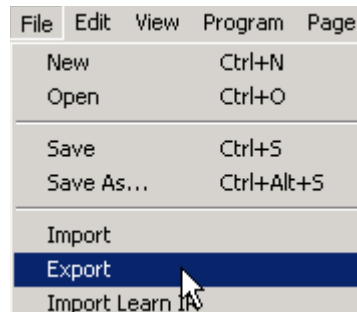 File Edit View Program Page
New Ctrl+N
Open Ctrl+O
Save Ctrl+S
Save As... Ctrl+Alt+S
Import
Export
Import Learn IR